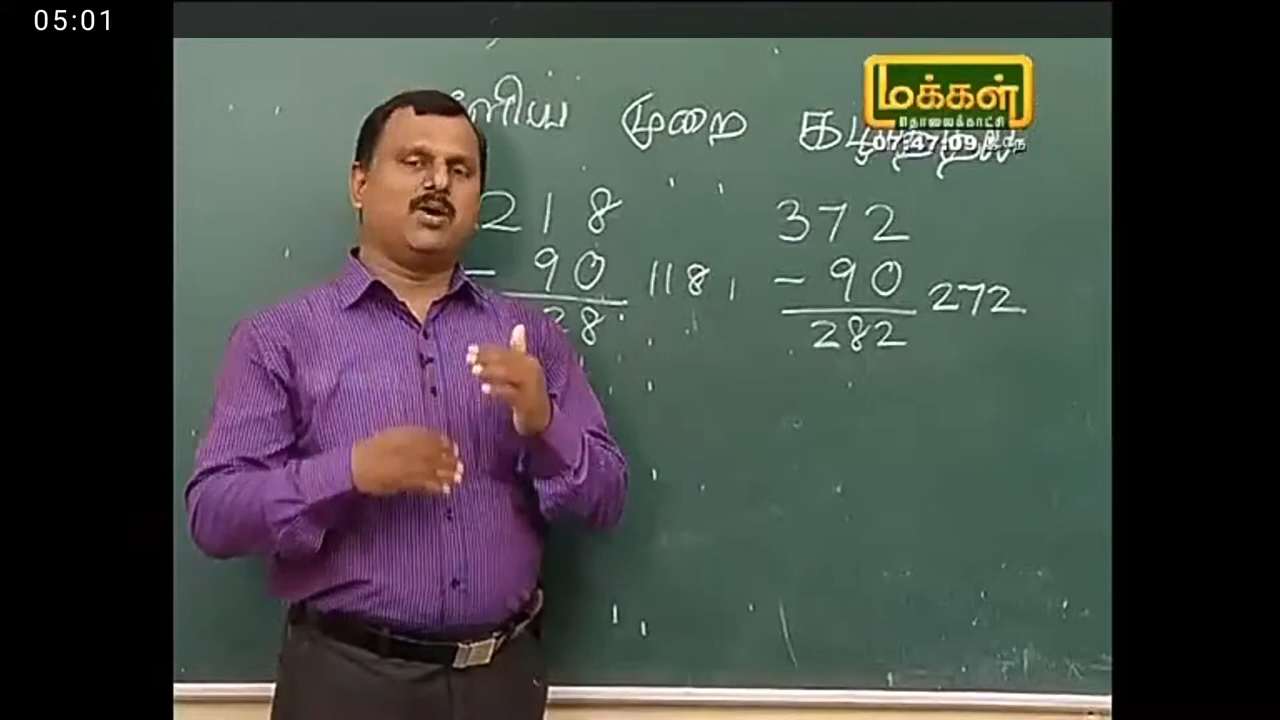 05:01
மக்கள்
தொலைக்காட்சி
07:47:09
முறை
218
- 90 118
28
372
- 90 272
282